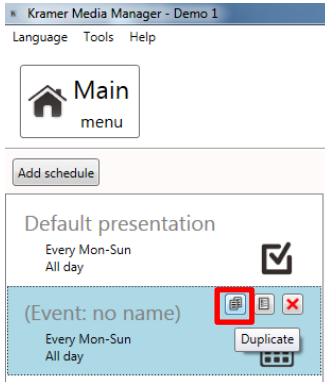 Kramer Media Manager - Demo 1
Language Tools Help
Main
menu
Add schedule
Default presentation
Every Mon-Sun
All day
(Event: no name)
Every Mon-Sun
All day
Duplicate